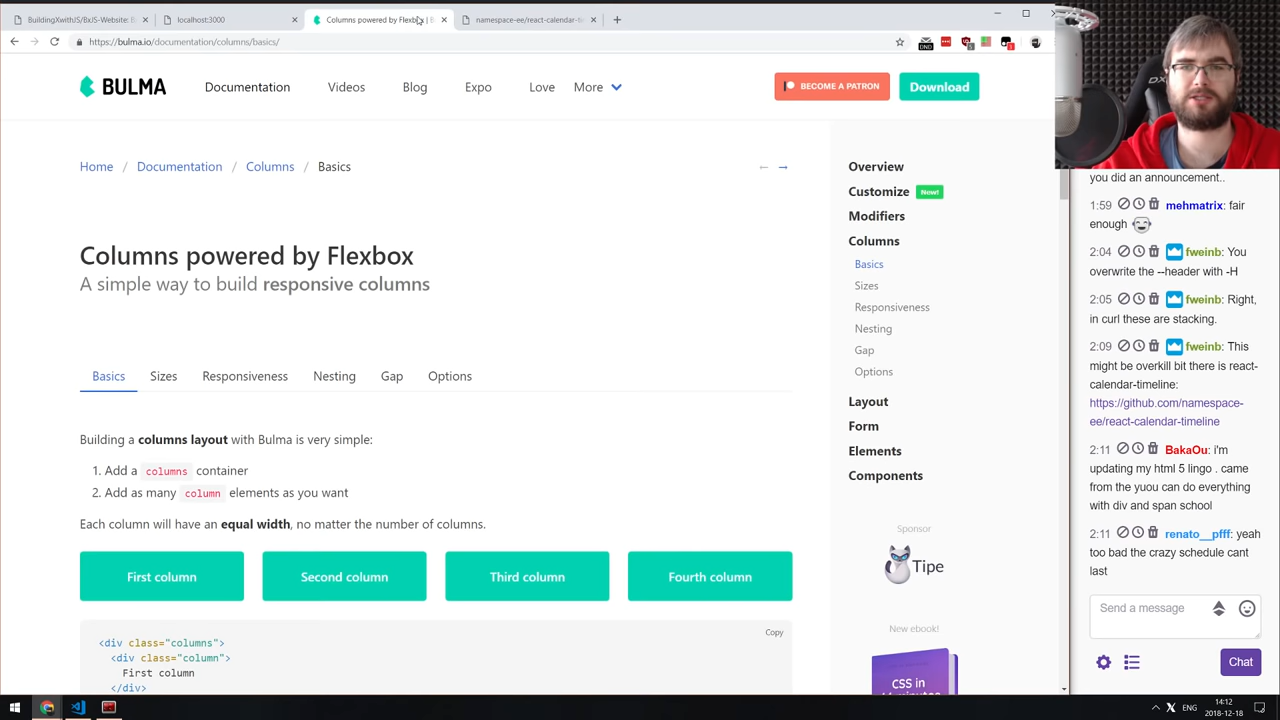 BuildingXwithJS/BxJS-Website: B
localhost:3000
Columns powered by Flexbox | B
namespace-ee/react-calendar-ti
https://bulma.io/documentation/columns/basics/
DND
BULMA
Documentation
Videos
Blog
Expo
Love
More
BECOME A PATRON
Download
Home / Documentation / Columns / Basics
← →
Columns powered by Flexbox
A simple way to build responsive columns
Basics
Sizes
Responsiveness
Nesting
Gap
Options
Building a columns layout with Bulma is very simple:
1. Add a columns container
2. Add as many column elements as you want
Each column will have an equal width, no matter the number of columns.
First column
Second column
Third column
Fourth column
Copy
<div class="columns">
<div class="column">
First column
</div>
Overview
Customize New!
Modifiers
Columns
Basics
Sizes
Responsiveness
Nesting
Gap
Options
Layout
Form
Elements
Components
Sponsor
Tipe
New ebook!
CSS in
you did an announcement..
1:59 mehmatrix: fair
enough
2:04 fweinb: You
overwrite the --header with -H
2:05 fweinb: Right,
in curl these are stacking.
2:09 fweinb: This
might be overkill bit there is react-
calendar-timeline:
https://github.com/namespace-
ee/react-calendar-timeline
2:11 BakaOu: i'm
updating my html 5 lingo . came
from the yuou can do everything
with div and span school
2:11 renato__pfff: yeah
too bad the crazy schedule cant
last
Send a message
Chat
ENG
14:12
2018-12-18